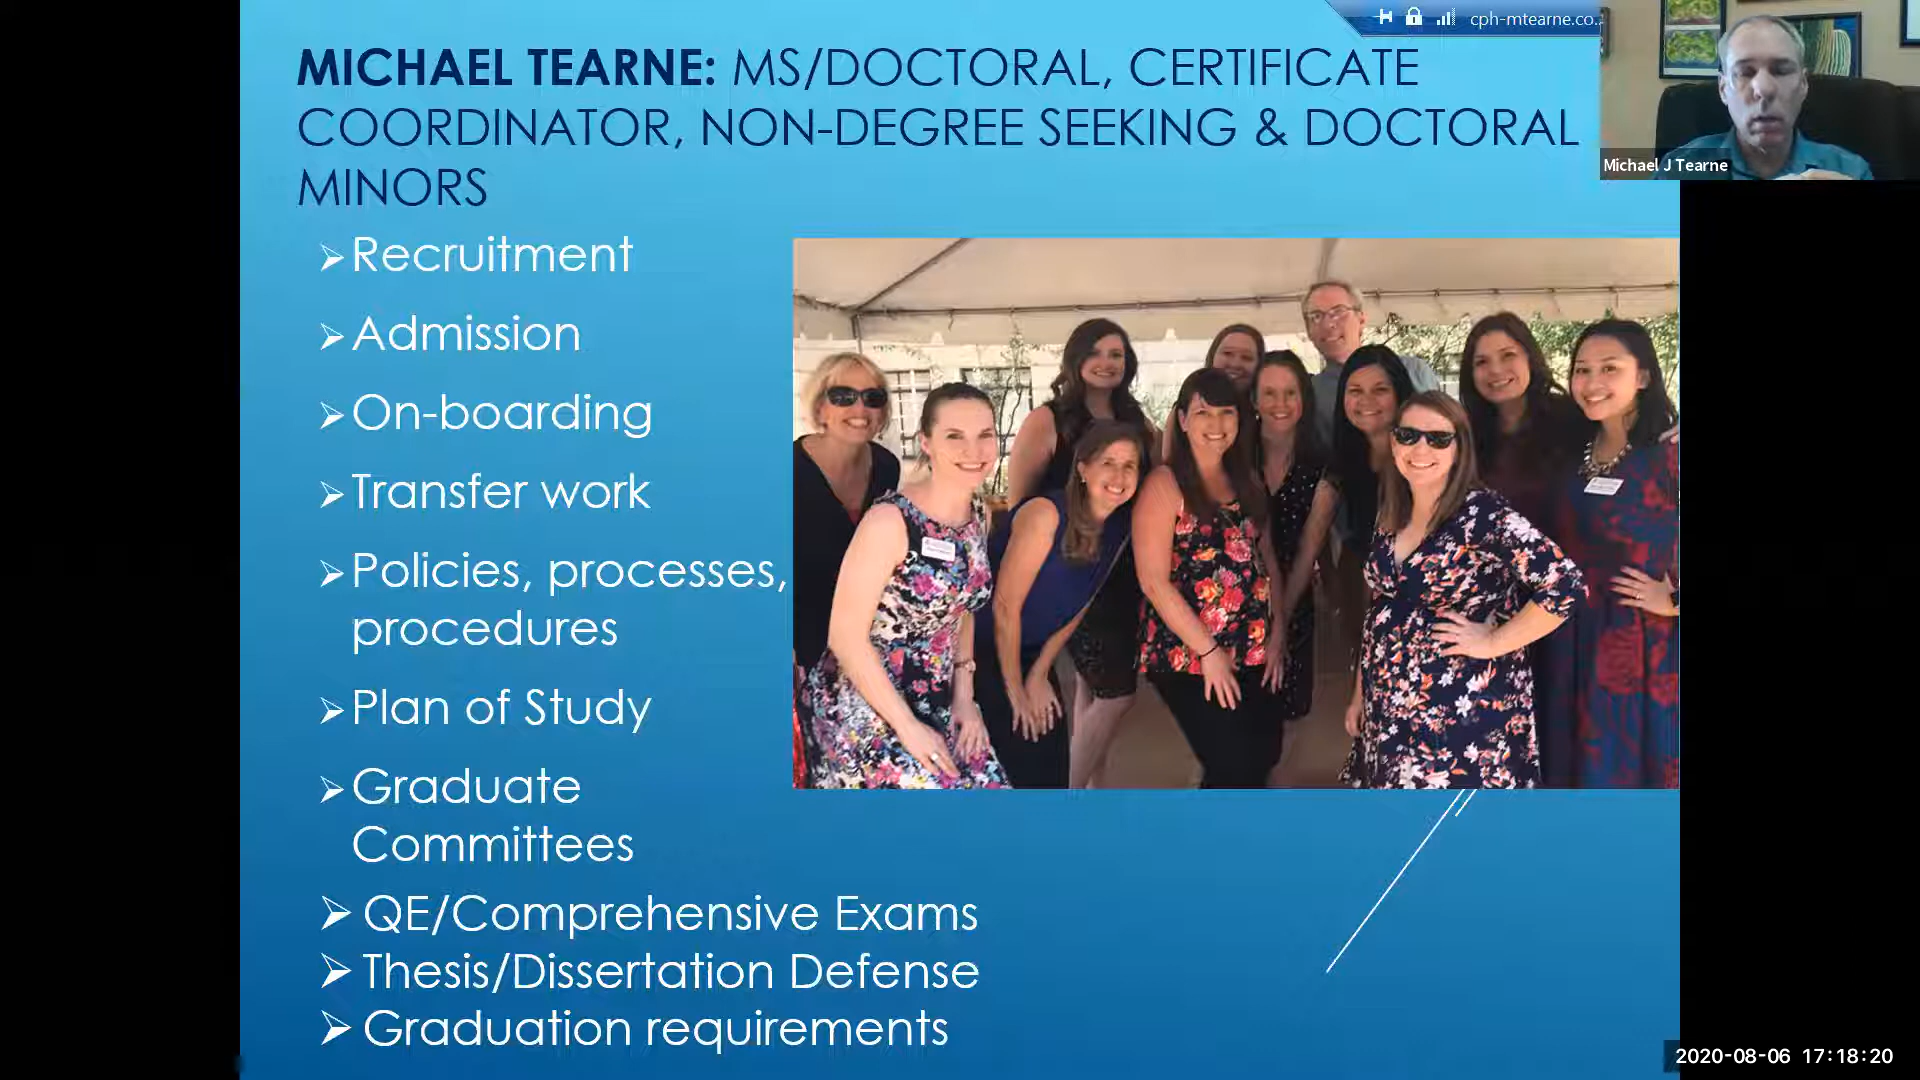 cph-mtearne.co...
MICHAEL TEARNE: MS/DOCTORAL, CERTIFICATE
COORDINATOR, NON-DEGREE SEEKING & DOCTORAL
MINORS
Michael J Tearne
➢Recruitment
➢Admission
➢On-boarding
➢Transfer work
➢Policies, processes,
procedures
➢Plan of Study
➢Graduate
Committees
➢ QE/Comprehensive Exams
➢ Thesis/Dissertation Defense
➢ Graduation requirements
2020-08-06 17:18:20